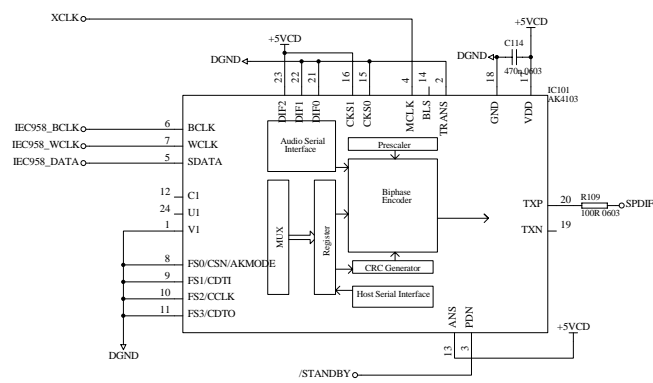 XCLK
+5VCD
+5VCD
DGND
DGND
C114
470n 0603
23
22
21
16
15
4
14
2
18
IC101
AK4103
DIF2
DIF1
DIF0
CKS1
CKS0
MCLK
BLS
TRANS
GND
VDD
IEC958_BCLK
6
BCLK
IEC958_WCLK
7
WCLK
IEC958_DATA
5
SDATA
Audio Serial
Interface
Prescaler
Biphase
Encoder
12
C1
24
U1
1
V1
TXP
20
R109
100R 0603
SPDIF
TXN
19
MUX
Register
8
FS0/CSN/AKMODE
9
FS1/CDTI
10
FS2/CCLK
11
FS3/CDTO
CRC Generator
Host Serial Interface
ANS
PDN
13
3
+5VCD
DGND
/STANDBY